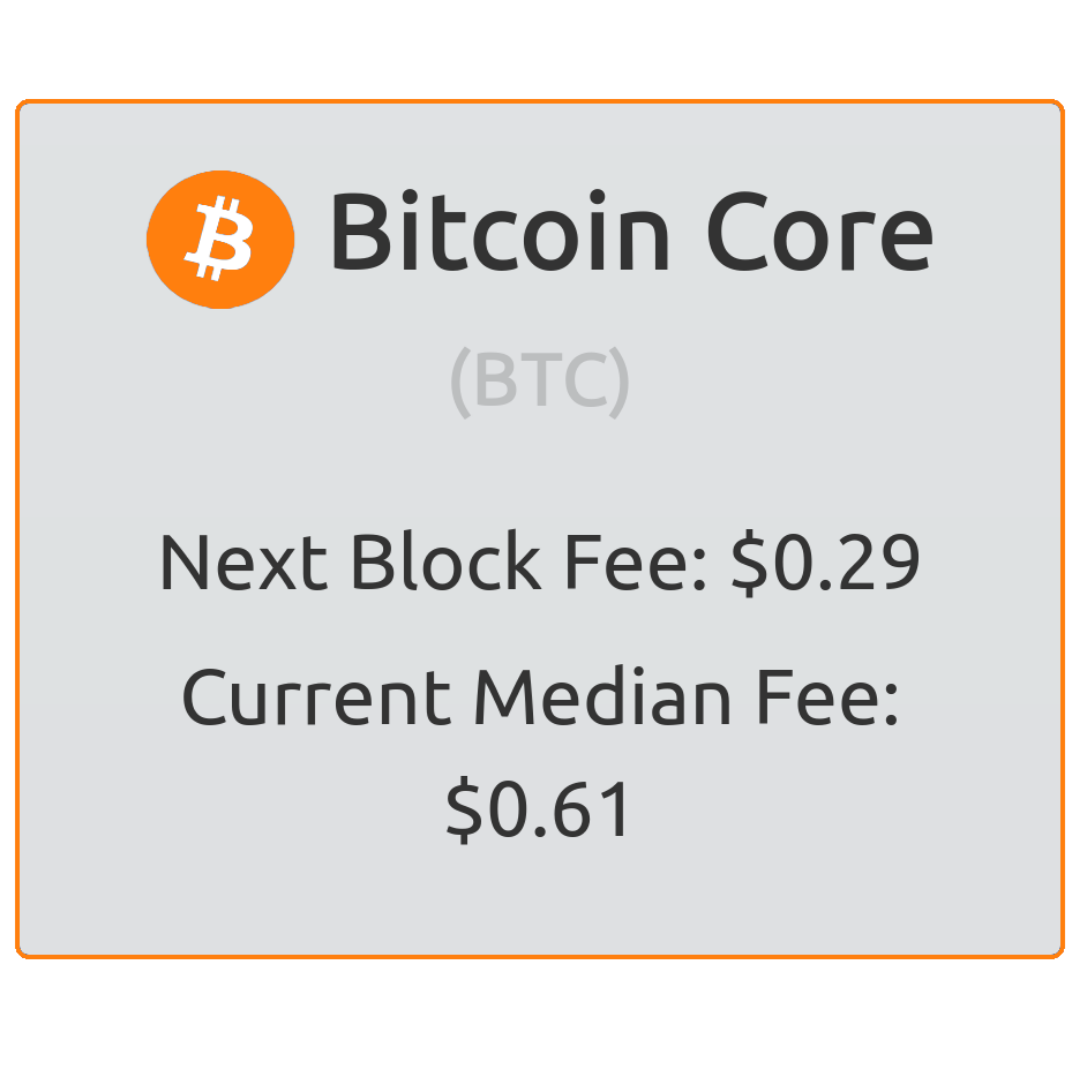 Bitcoin Core
(BTC)
Next Block Fee: $0.29
Current Median Fee:
$0.61